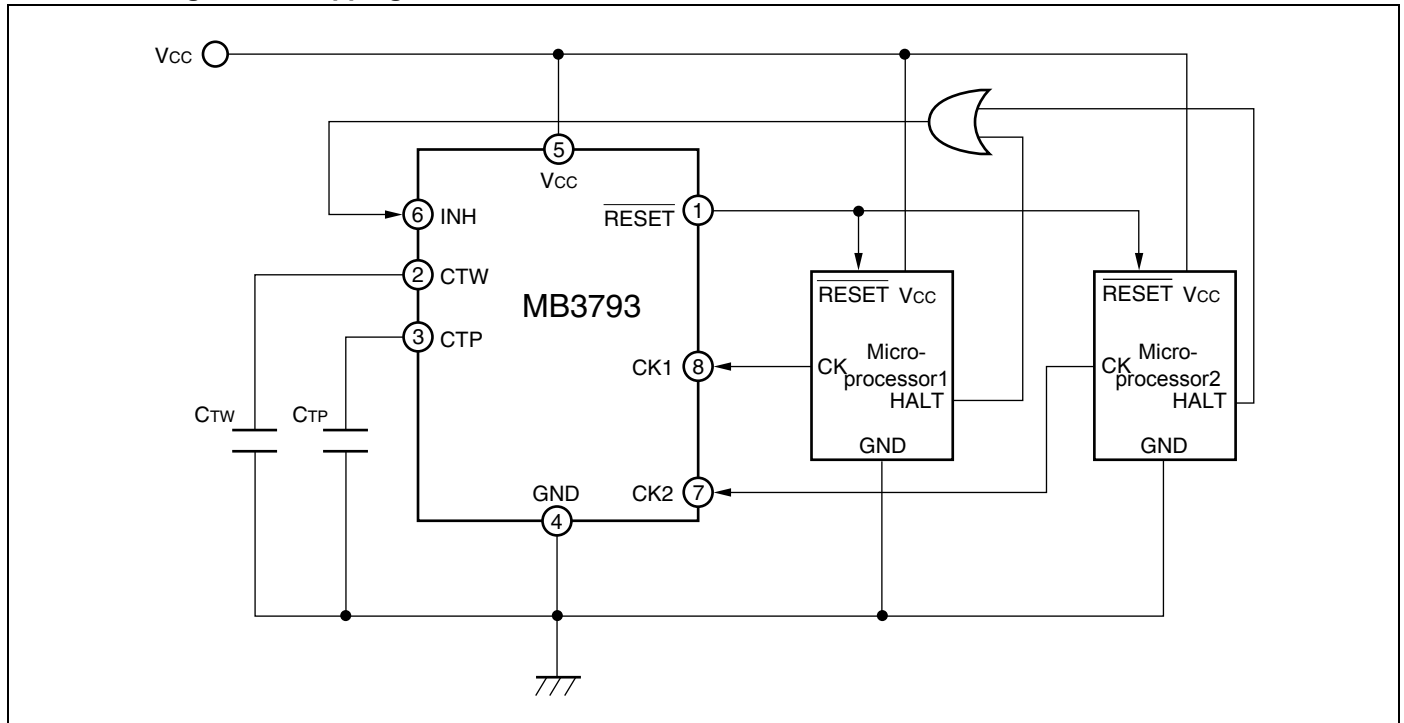 Vcc
5
Vcc
6 INH
RESET 1
2 CTW
MB3793
3 CTP
RESET Vcc
RESET Vcc
CK1 8
CK Micro-
processor1
HALT
CK Micro-
processor2
HALT
CTW
CTP
GND
GND
GND
4
CK2 7